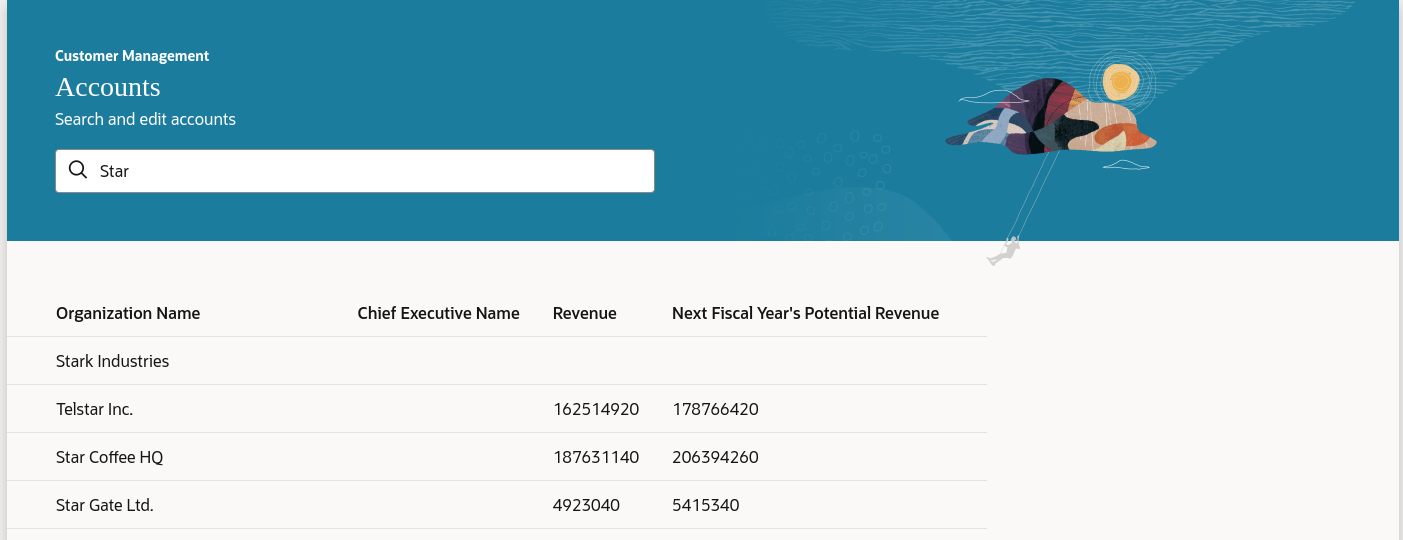 Customer Management
Accounts
Search and edit accounts
Star
Organization Name Chief Executive Name Revenue Next Fiscal Year's Potential Revenue
Stark Industries
Telstar Inc. 162514920 178766420
Star Coffee HQ 187631140 206394260
Star Gate Ltd. 4923040 5415340